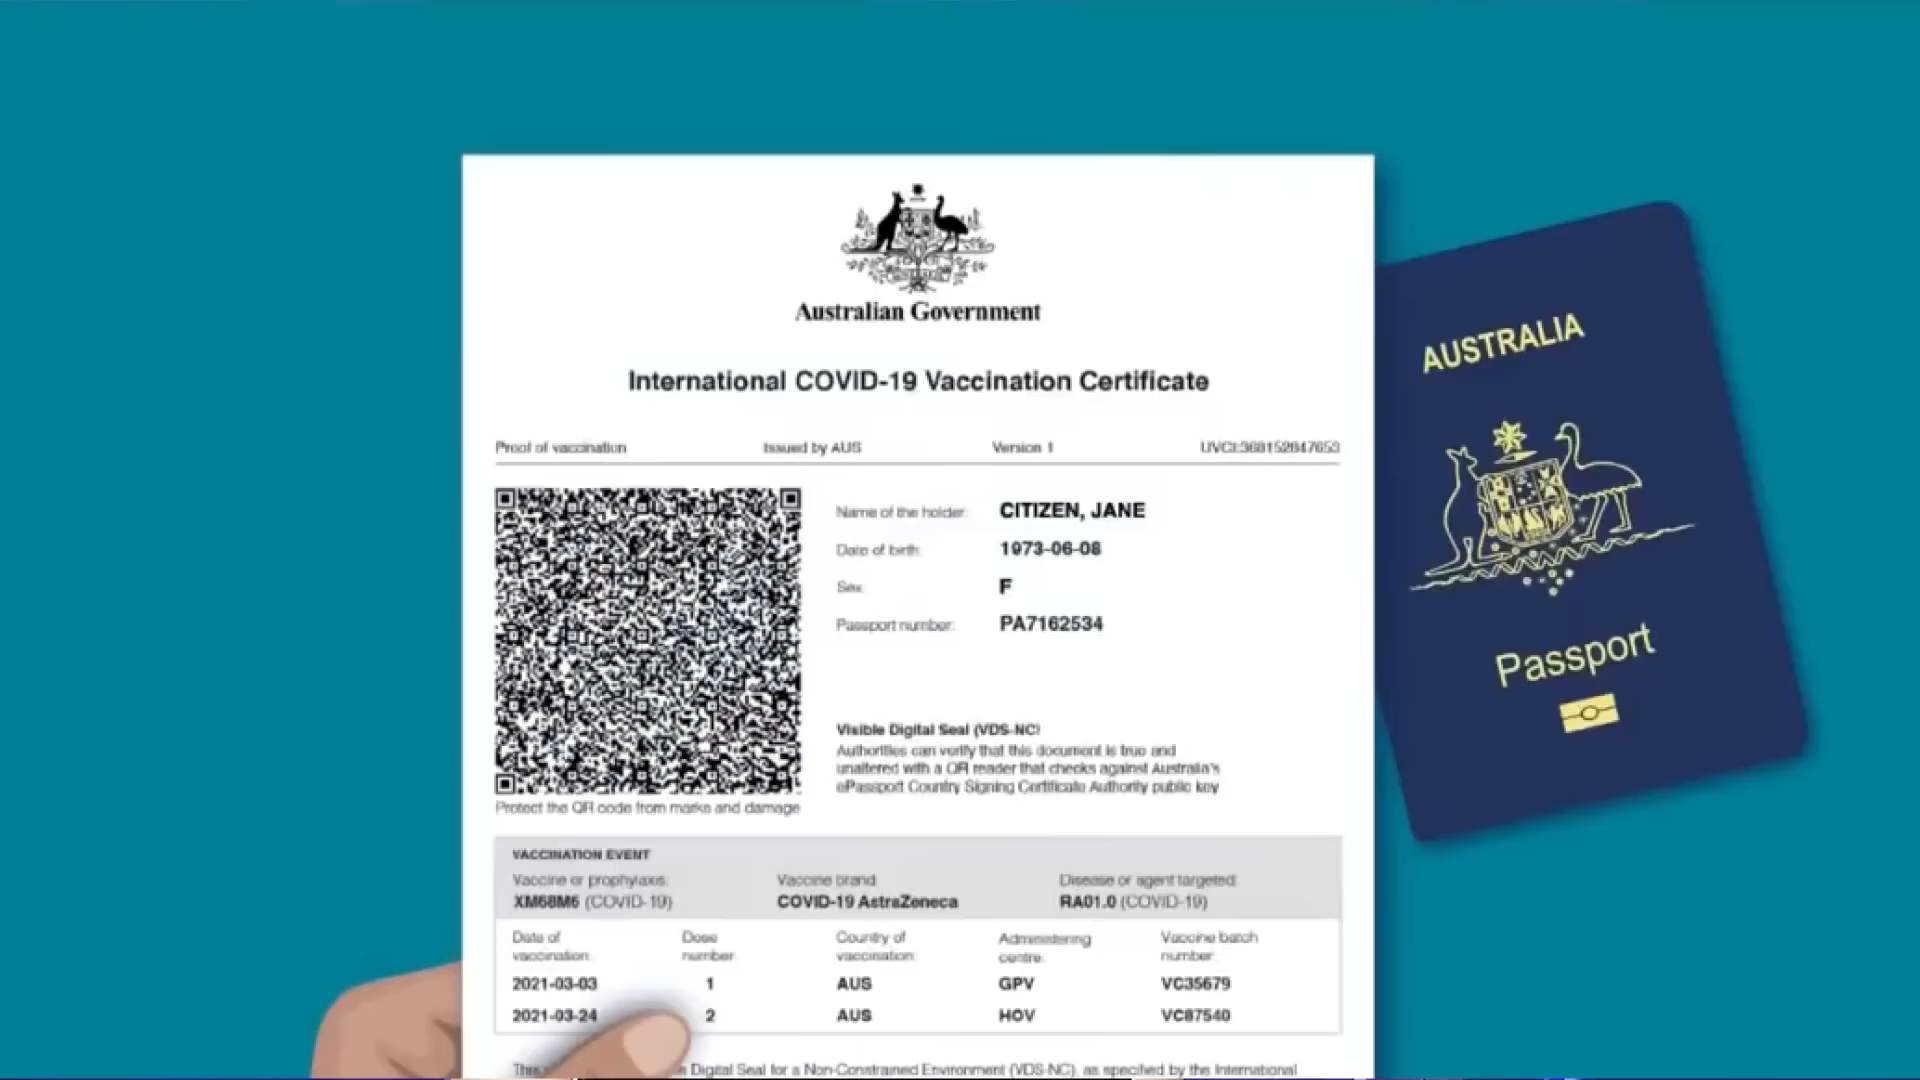 Australian Government
International COVID-19 Vaccination Certificate
Proof of vaccination Issued by AUS Version 1 UVCI:368152847653
Name of the holder: CITIZEN, JANE
Date of birth: 1973-06-08
Sex: F
Passport number: PA7162534
Visible Digital Seal (VDS-NC)
Authorities can verify that this document is true and
unaltered with a QR reader that checks against Australia's
ePassport Country Signing Certificate Authority public key
Protect the QR code from marks and damage
VACCINATION EVENT
Vaccine or prophylaxis: Vaccine brand Disease or agent targeted
XM68M6 (COVID-19) COVID-19 AstraZeneca RA01.0 (COVID-19)
Date of Dose Country of Administering Vaccine batch
vaccination: number vaccination centre: number
2021-03-03 1 AUS GPV VC35679
2021-03-24 2 AUS HOV VC87540
Digital Seal for a Non-Constrained Environment (VDS-NC), as specified by the International
AUSTRALIA
Passport